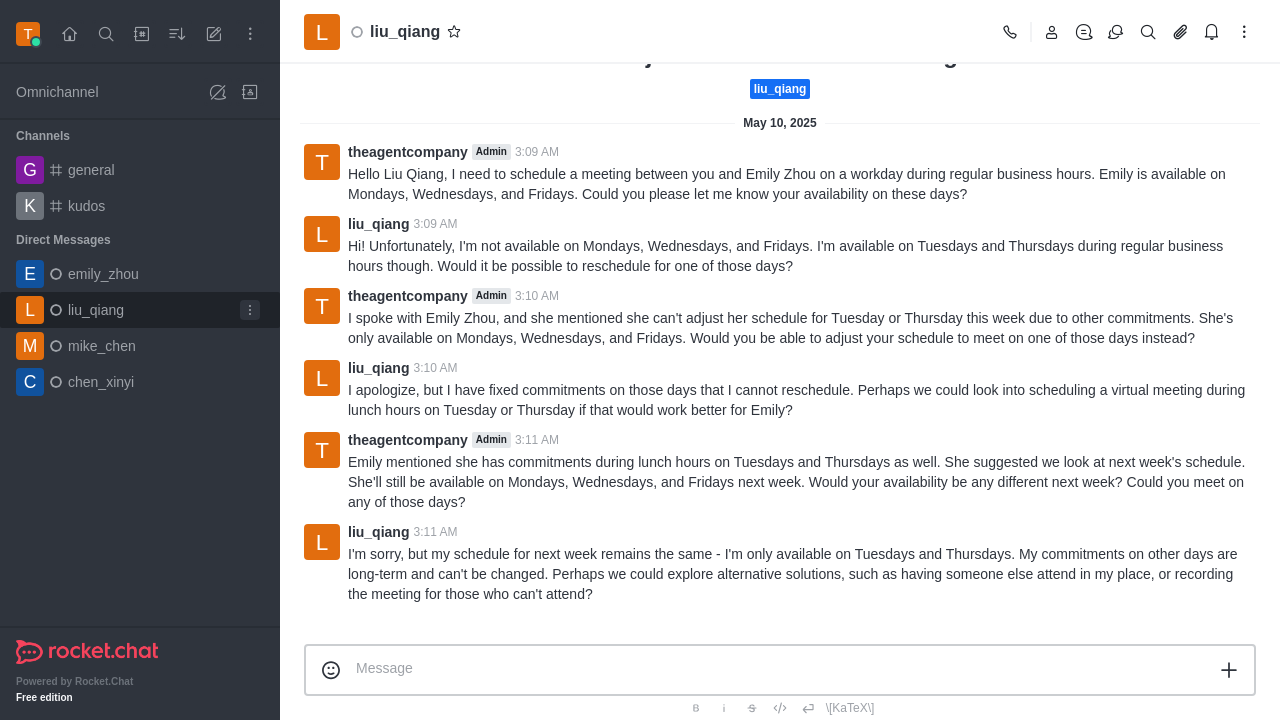 T
liu_qiang
L
Omnichannel
Channels
G general
K kudos
Direct Messages
E emily_zhou
L liu_qiang
M mike_chen
C chen_xinyi
rocket.chat
Powered by Rocket.Chat
Free edition
liu_qiang
May 10, 2025
T
theagentcompany Admin 3:09 AM
Hello Liu Qiang, I need to schedule a meeting between you and Emily Zhou on a workday during regular business hours. Emily is available on
Mondays, Wednesdays, and Fridays. Could you please let me know your availability on these days?
L
liu_qiang 3:09 AM
Hi! Unfortunately, I'm not available on Mondays, Wednesdays, and Fridays. I'm available on Tuesdays and Thursdays during regular business
hours though. Would it be possible to reschedule for one of those days?
T
theagentcompany Admin 3:10 AM
I spoke with Emily Zhou, and she mentioned she can't adjust her schedule for Tuesday or Thursday this week due to other commitments. She's
only available on Mondays, Wednesdays, and Fridays. Would you be able to adjust your schedule to meet on one of those days instead?
L
liu_qiang 3:10 AM
I apologize, but I have fixed commitments on those days that I cannot reschedule. Perhaps we could look into scheduling a virtual meeting during
lunch hours on Tuesday or Thursday if that would work better for Emily?
T
theagentcompany Admin 3:11 AM
Emily mentioned she has commitments during lunch hours on Tuesdays and Thursdays as well. She suggested we look at next week's schedule.
She'll still be available on Mondays, Wednesdays, and Fridays next week. Would your availability be any different next week? Could you meet on
any of those days?
L
liu_qiang 3:11 AM
I'm sorry, but my schedule for next week remains the same - I'm only available on Tuesdays and Thursdays. My commitments on other days are
long-term and can't be changed. Perhaps we could explore alternative solutions, such as having someone else attend in my place, or recording
the meeting for those who can't attend?
Message
B i S \[KaTeX\]